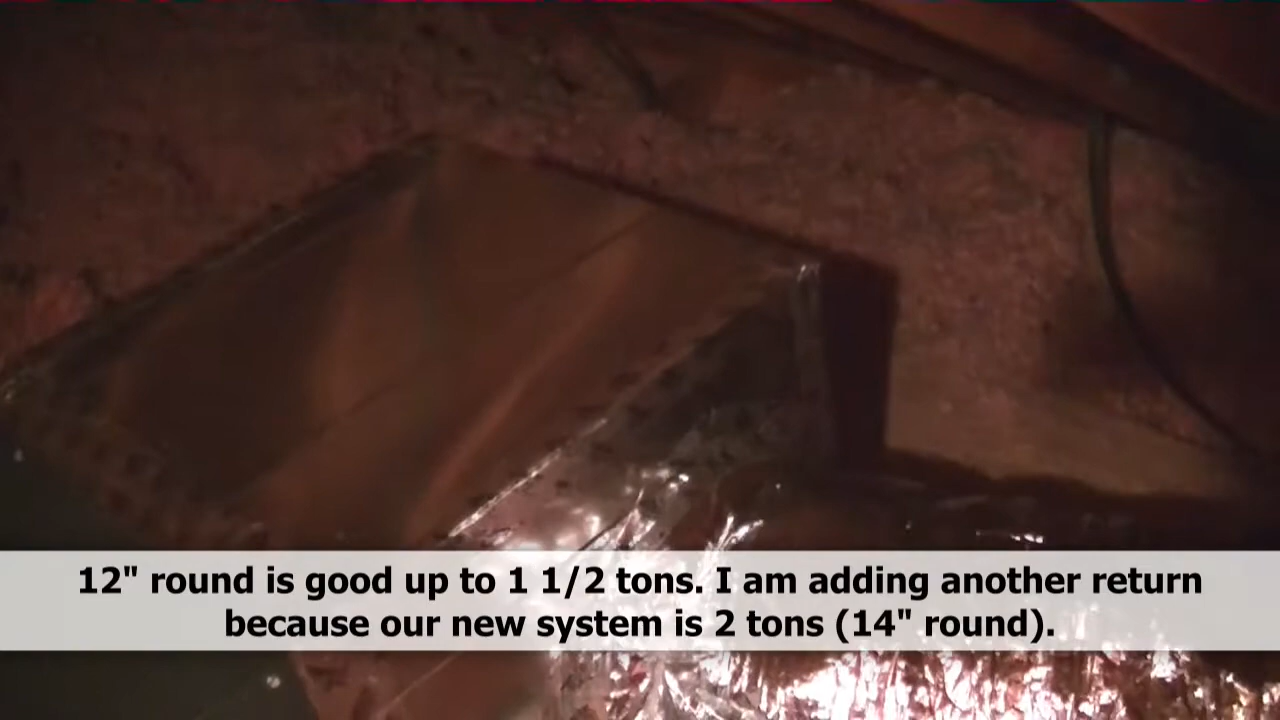 12" round is good up to 1 1/2 tons. I am adding another return
because our new system is 2 tons (14" round).